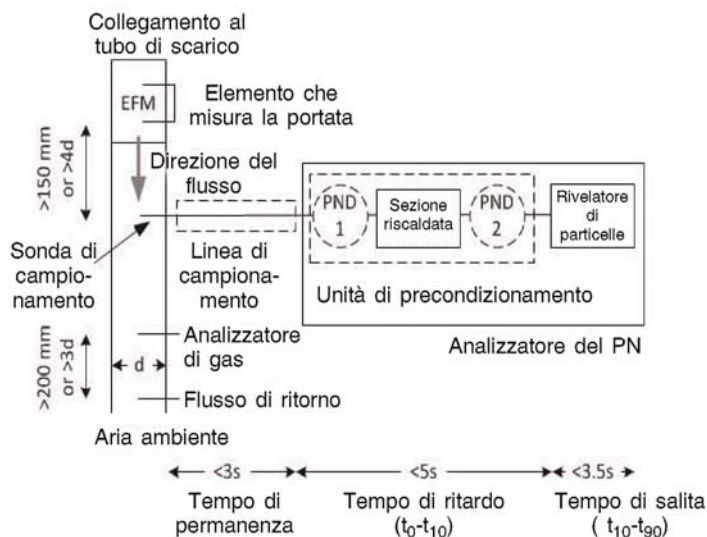 Collegamento al
tubo di scarico
EFM
Elemento che
misura la portata
>150 mm
or >4d
Direzione del
flusso
PND
1
Sezione
riscaldata
PND
2
Rivelatore
di
particelle
Sonda di
campio-
namento
Linea di
campiona-
mento
Unità di precondizionamento
Analizzatore del PN
>200 mm
or >3d
d
Analizzatore
di gas
Flusso di ritorno
Aria ambiente
<3s
<5s
<3.5s
Tempo di
permanenza
Tempo di ritardo
(t0-t10)
Tempo di salita
( t10-t90)